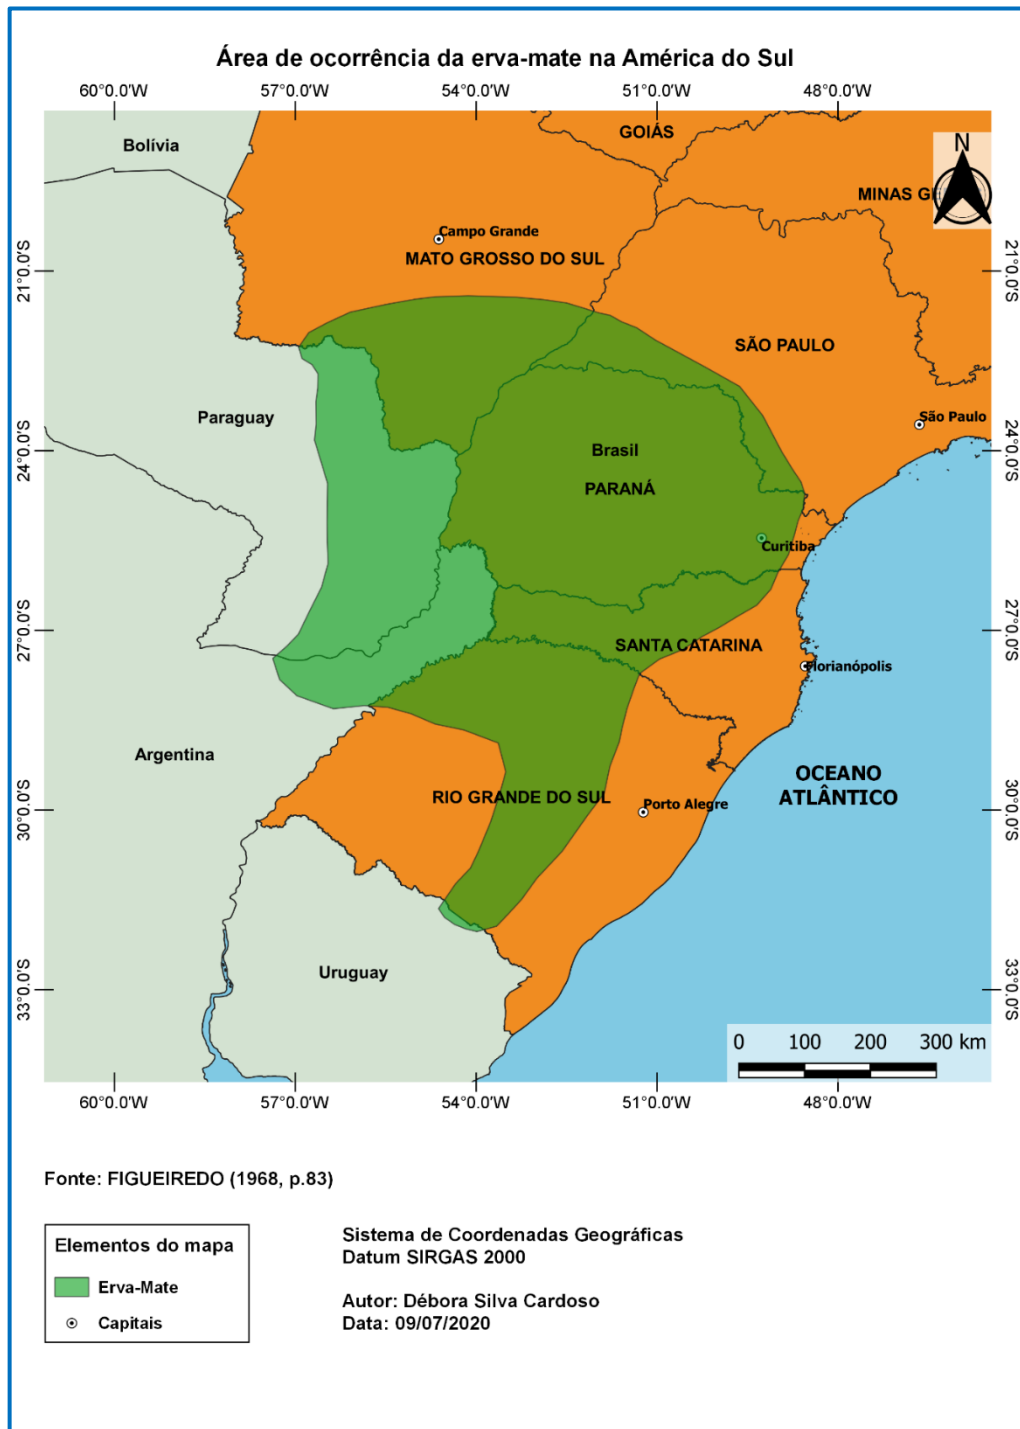 Área de ocorrência da erva-mate na América do Sul
60°0.0'W 57°0.0'W 54°0.0'W 51°0.0'W 48°0.0'W
GOIÁS
Bolívia
N
MINAS G
Campo Grande
MATO GROSSO DO SUL
21°0.0'S 21°0.0'S
SÃO PAULO
Paraguay
São Paulo
24°0.0'S 24°0.0'S
Brasil
PARANÁ
Curitiba
27°0.0'S 27°0.0'S
SANTA CATARINA
Florianópolis
Argentina
OCEANO
ATLÂNTICO
RIO GRANDE DO SUL
Porto Alegre
30°0.0'S 30°0.0'S
Uruguay
33°0.0'S 33°0.0'S
0 100 200 300 km
60°0.0'W 57°0.0'W 54°0.0'W 51°0.0'W 48°0.0'W
Fonte: FIGUEIREDO (1968, p.83)
Elementos do mapa
Erva-Mate
Capitais
Sistema de Coordenadas Geográficas
Datum SIRGAS 2000
Autor: Débora Silva Cardoso
Data: 09/07/2020